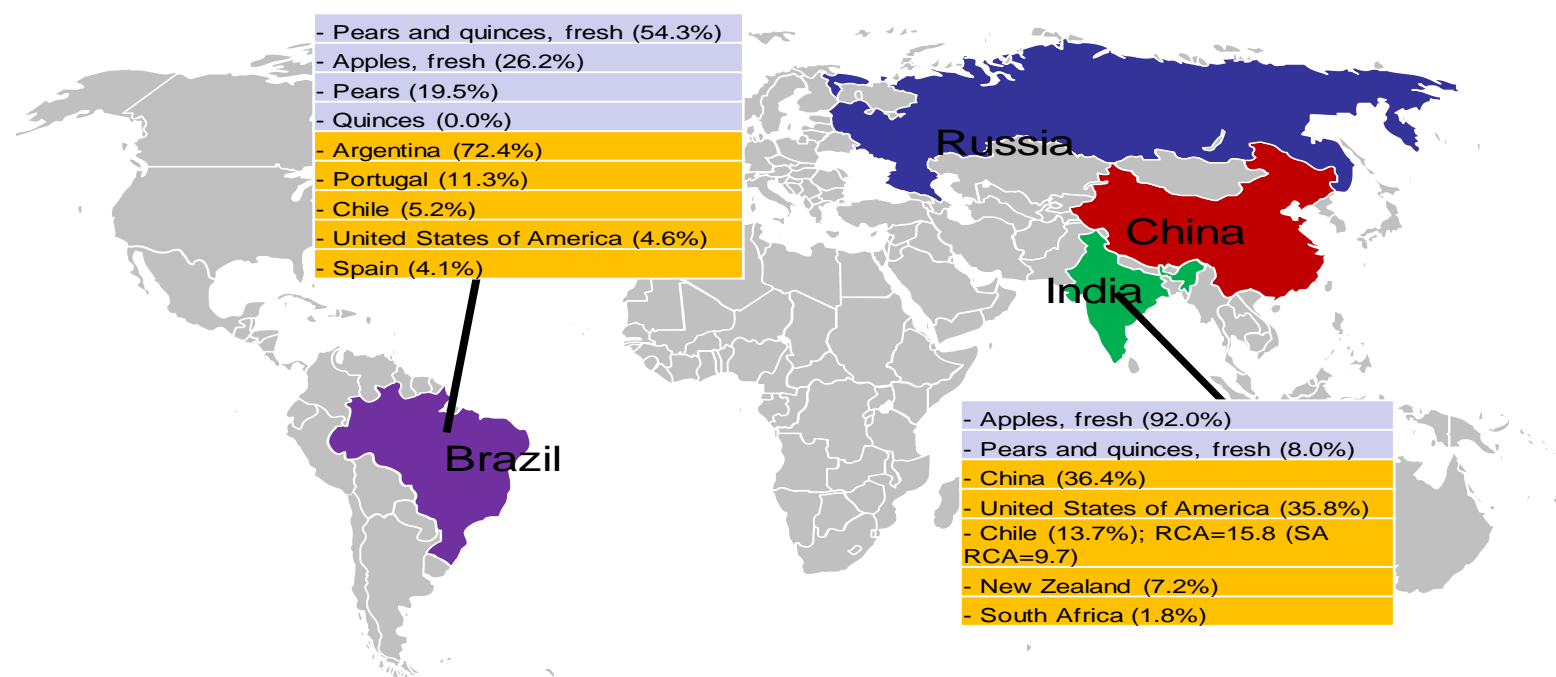 - Pears and quinces, fresh (54.3%)
- Apples, fresh (26.2%)
- Pears (19.5%)
- Quinces (0.0%)
- Argentina (72.4%)
- Portugal (11.3%)
- Chile (5.2%)
- United States of America (4.6%)
- Spain (4.1%)
Russia
China
India
Brazil
- Apples, fresh (92.0%)
- Pears and quinces, fresh (8.0%)
- China (36.4%)
- United States of America (35.8%)
- Chile (13.7%); RCA=15.8 (SA
RCA=9.7)
- New Zealand (7.2%)
- South Africa (1.8%)